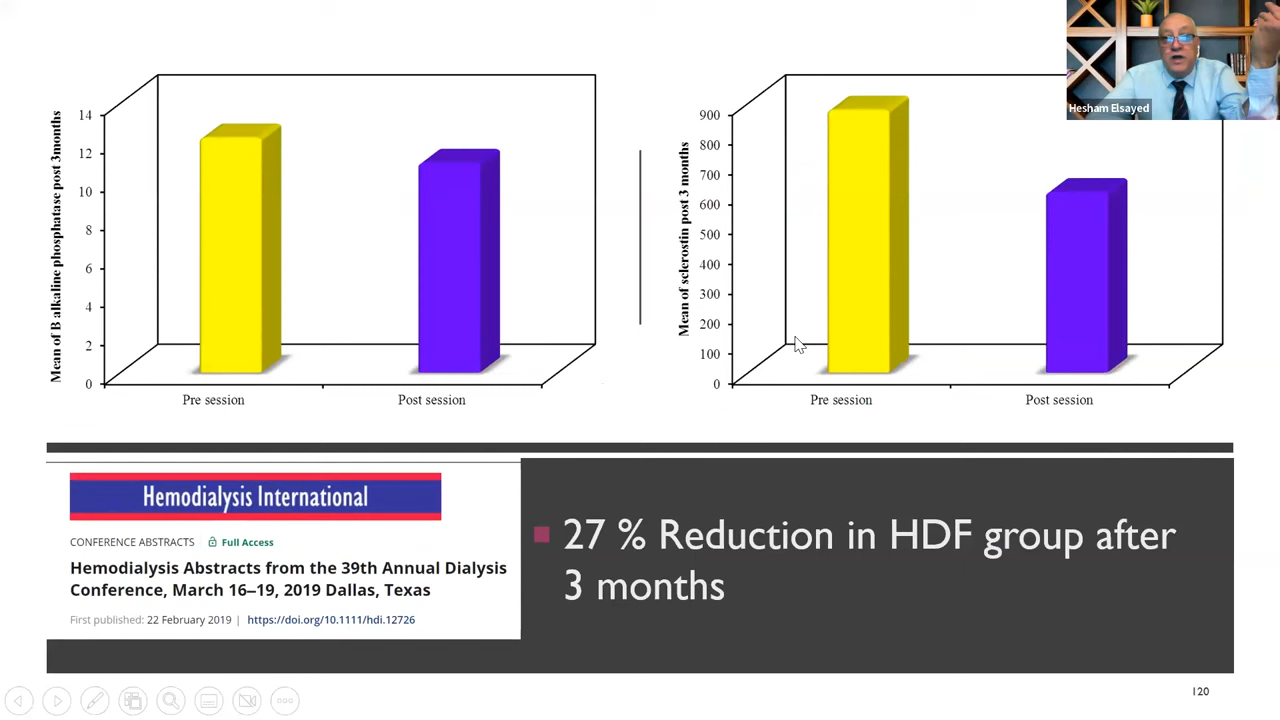 Hesham Elsayed
Mean of B alkaline phosphatase post 3months
14
12
10
8
6
4
2
0
Pre session
Post session
Mean of sclerostin post 3 months
900
800
700
600
500
400
300
200
100
0
Pre session
Post session
Hemodialysis International
CONFERENCE ABSTRACTS Full Access
Hemodialysis Abstracts from the 39th Annual Dialysis
Conference, March 16–19, 2019 Dallas, Texas
First published: 22 February 2019 | https://doi.org/10.1111/hdi.12726
27 % Reduction in HDF group after
3 months
120